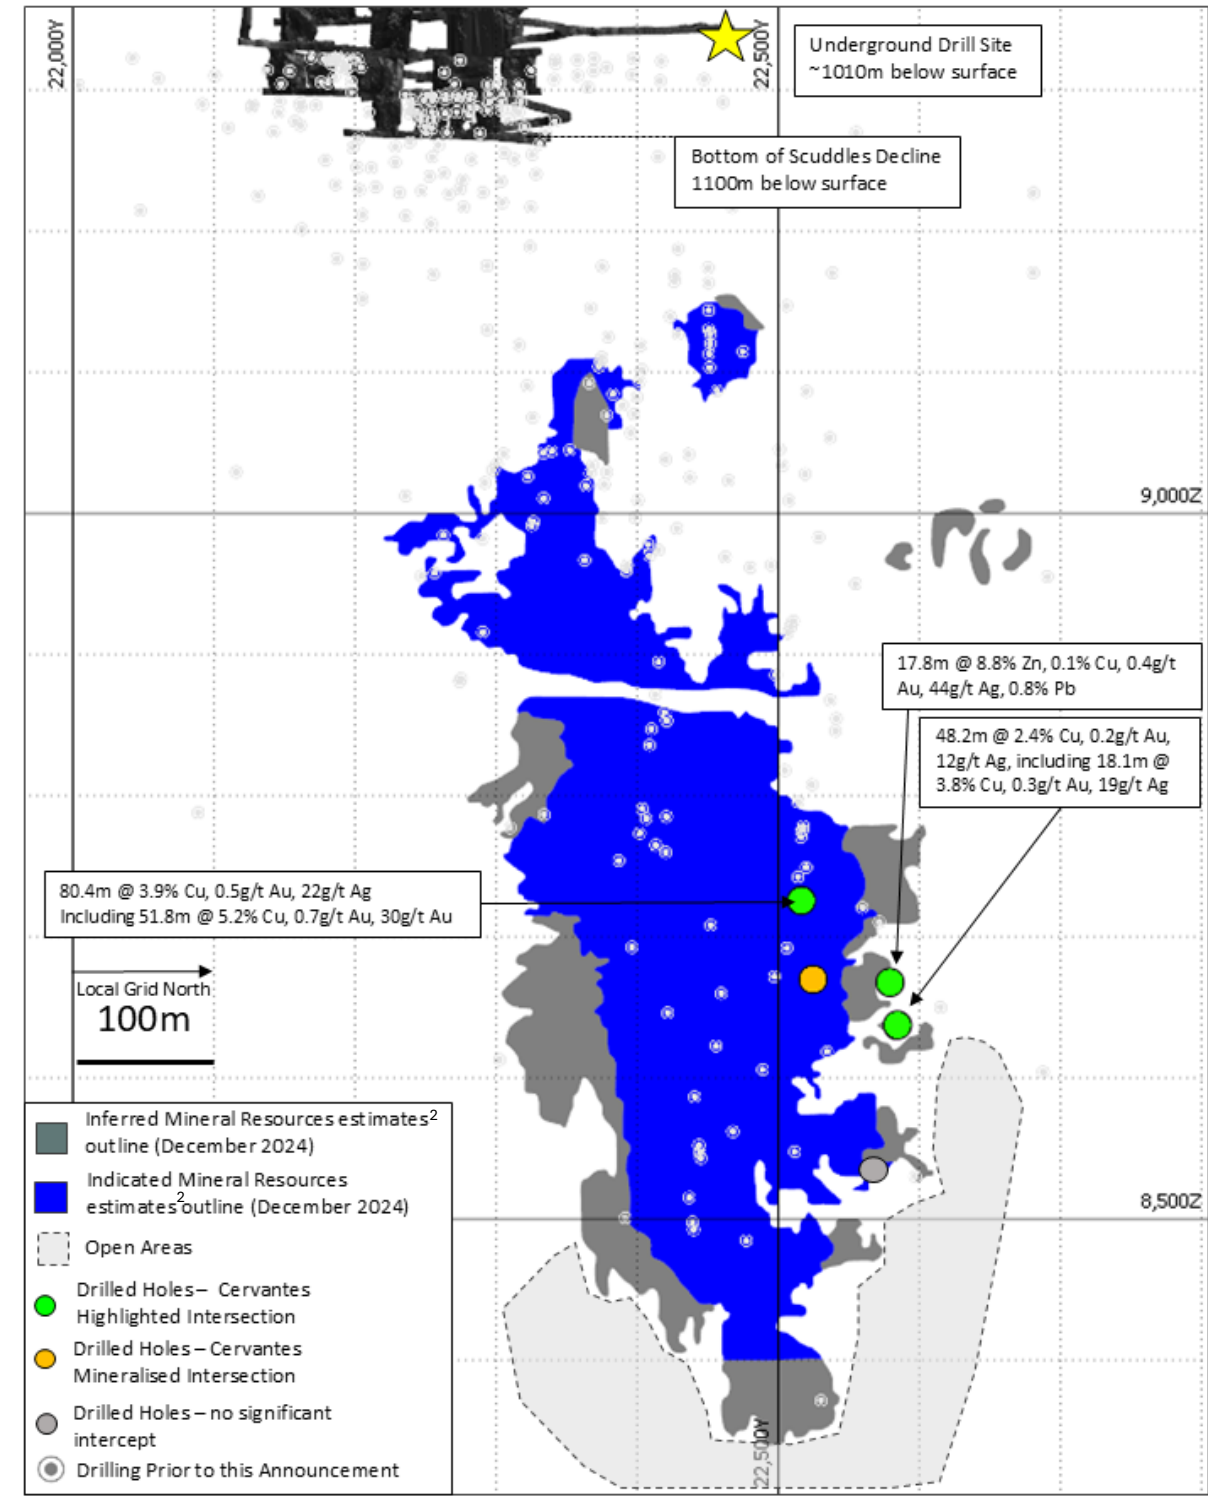 22,000Y
22,500Y
Underground Drill Site
~1010m below surface
Bottom of Scuddles Decline
1100m below surface
9,000Z
17.8m @ 8.8% Zn, 0.1% Cu, 0.4g/t
Au, 44g/t Ag, 0.8% Pb
48.2m @ 2.4% Cu, 0.2g/t Au,
12g/t Ag, including 18.1m @
3.8% Cu, 0.3g/t Au, 19g/t Ag
80.4m @ 3.9% Cu, 0.5g/t Au, 22g/t Ag
Including 51.8m @ 5.2% Cu, 0.7g/t Au, 30g/t Au
Local Grid North
100m
8,500Z
Inferred Mineral Resources estimates2
outline (December 2024)
Indicated Mineral Resources
estimates2 outline (December 2024)
Open Areas
Drilled Holes – Cervantes
Highlighted Intersection
Drilled Holes – Cervantes
Mineralised Intersection
Drilled Holes – no significant
intercept
Drilling Prior to this Announcement
22,500Y